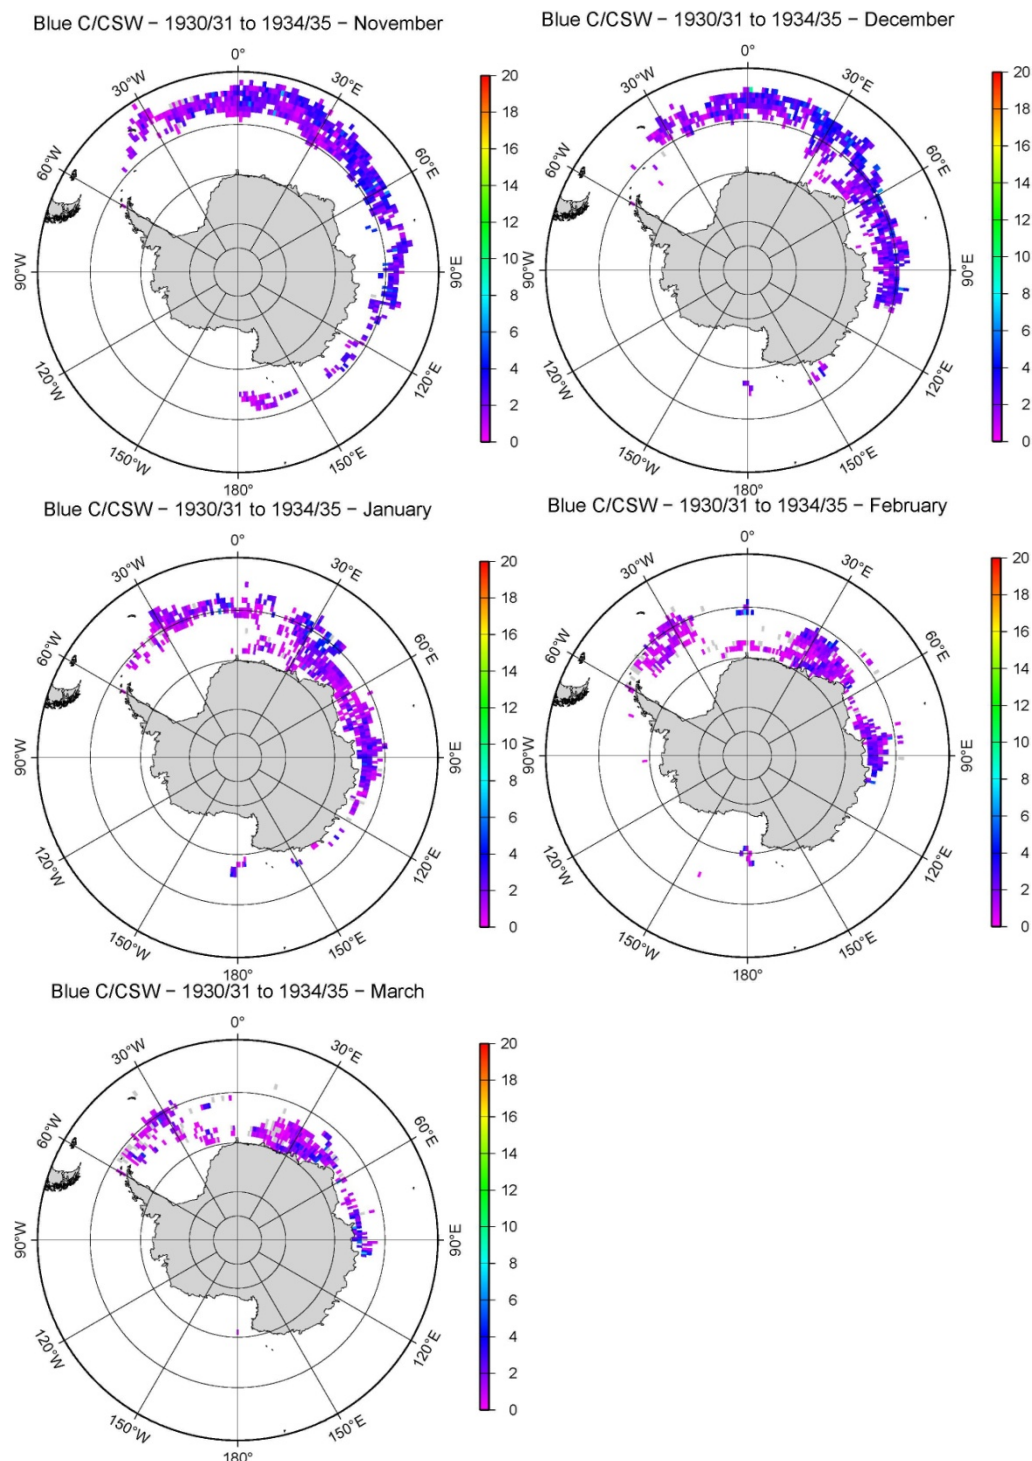 Blue C/CSW – 1930/31 to 1934/35 – November
0°
30°W
30°E
60°W
60°E
90°W
90°E
120°W
120°E
150°W
150°E
180°
20
18
16
14
12
10
8
6
4
2
0
Blue C/CSW – 1930/31 to 1934/35 – December
0°
30°W
30°E
60°W
60°E
90°W
90°E
120°W
120°E
150°W
150°E
180°
20
18
16
14
12
10
8
6
4
2
0
Blue C/CSW – 1930/31 to 1934/35 – January
0°
30°W
30°E
60°W
60°E
90°W
90°E
120°W
120°E
150°W
150°E
180°
20
18
16
14
12
10
8
6
4
2
0
Blue C/CSW – 1930/31 to 1934/35 – February
0°
30°W
30°E
60°W
60°E
90°W
90°E
120°W
120°E
150°W
150°E
180°
20
18
16
14
12
10
8
6
4
2
0
Blue C/CSW – 1930/31 to 1934/35 – March
0°
30°W
30°E
60°W
60°E
90°W
90°E
120°W
120°E
150°W
150°E
180°
20
18
16
14
12
10
8
6
4
2
0